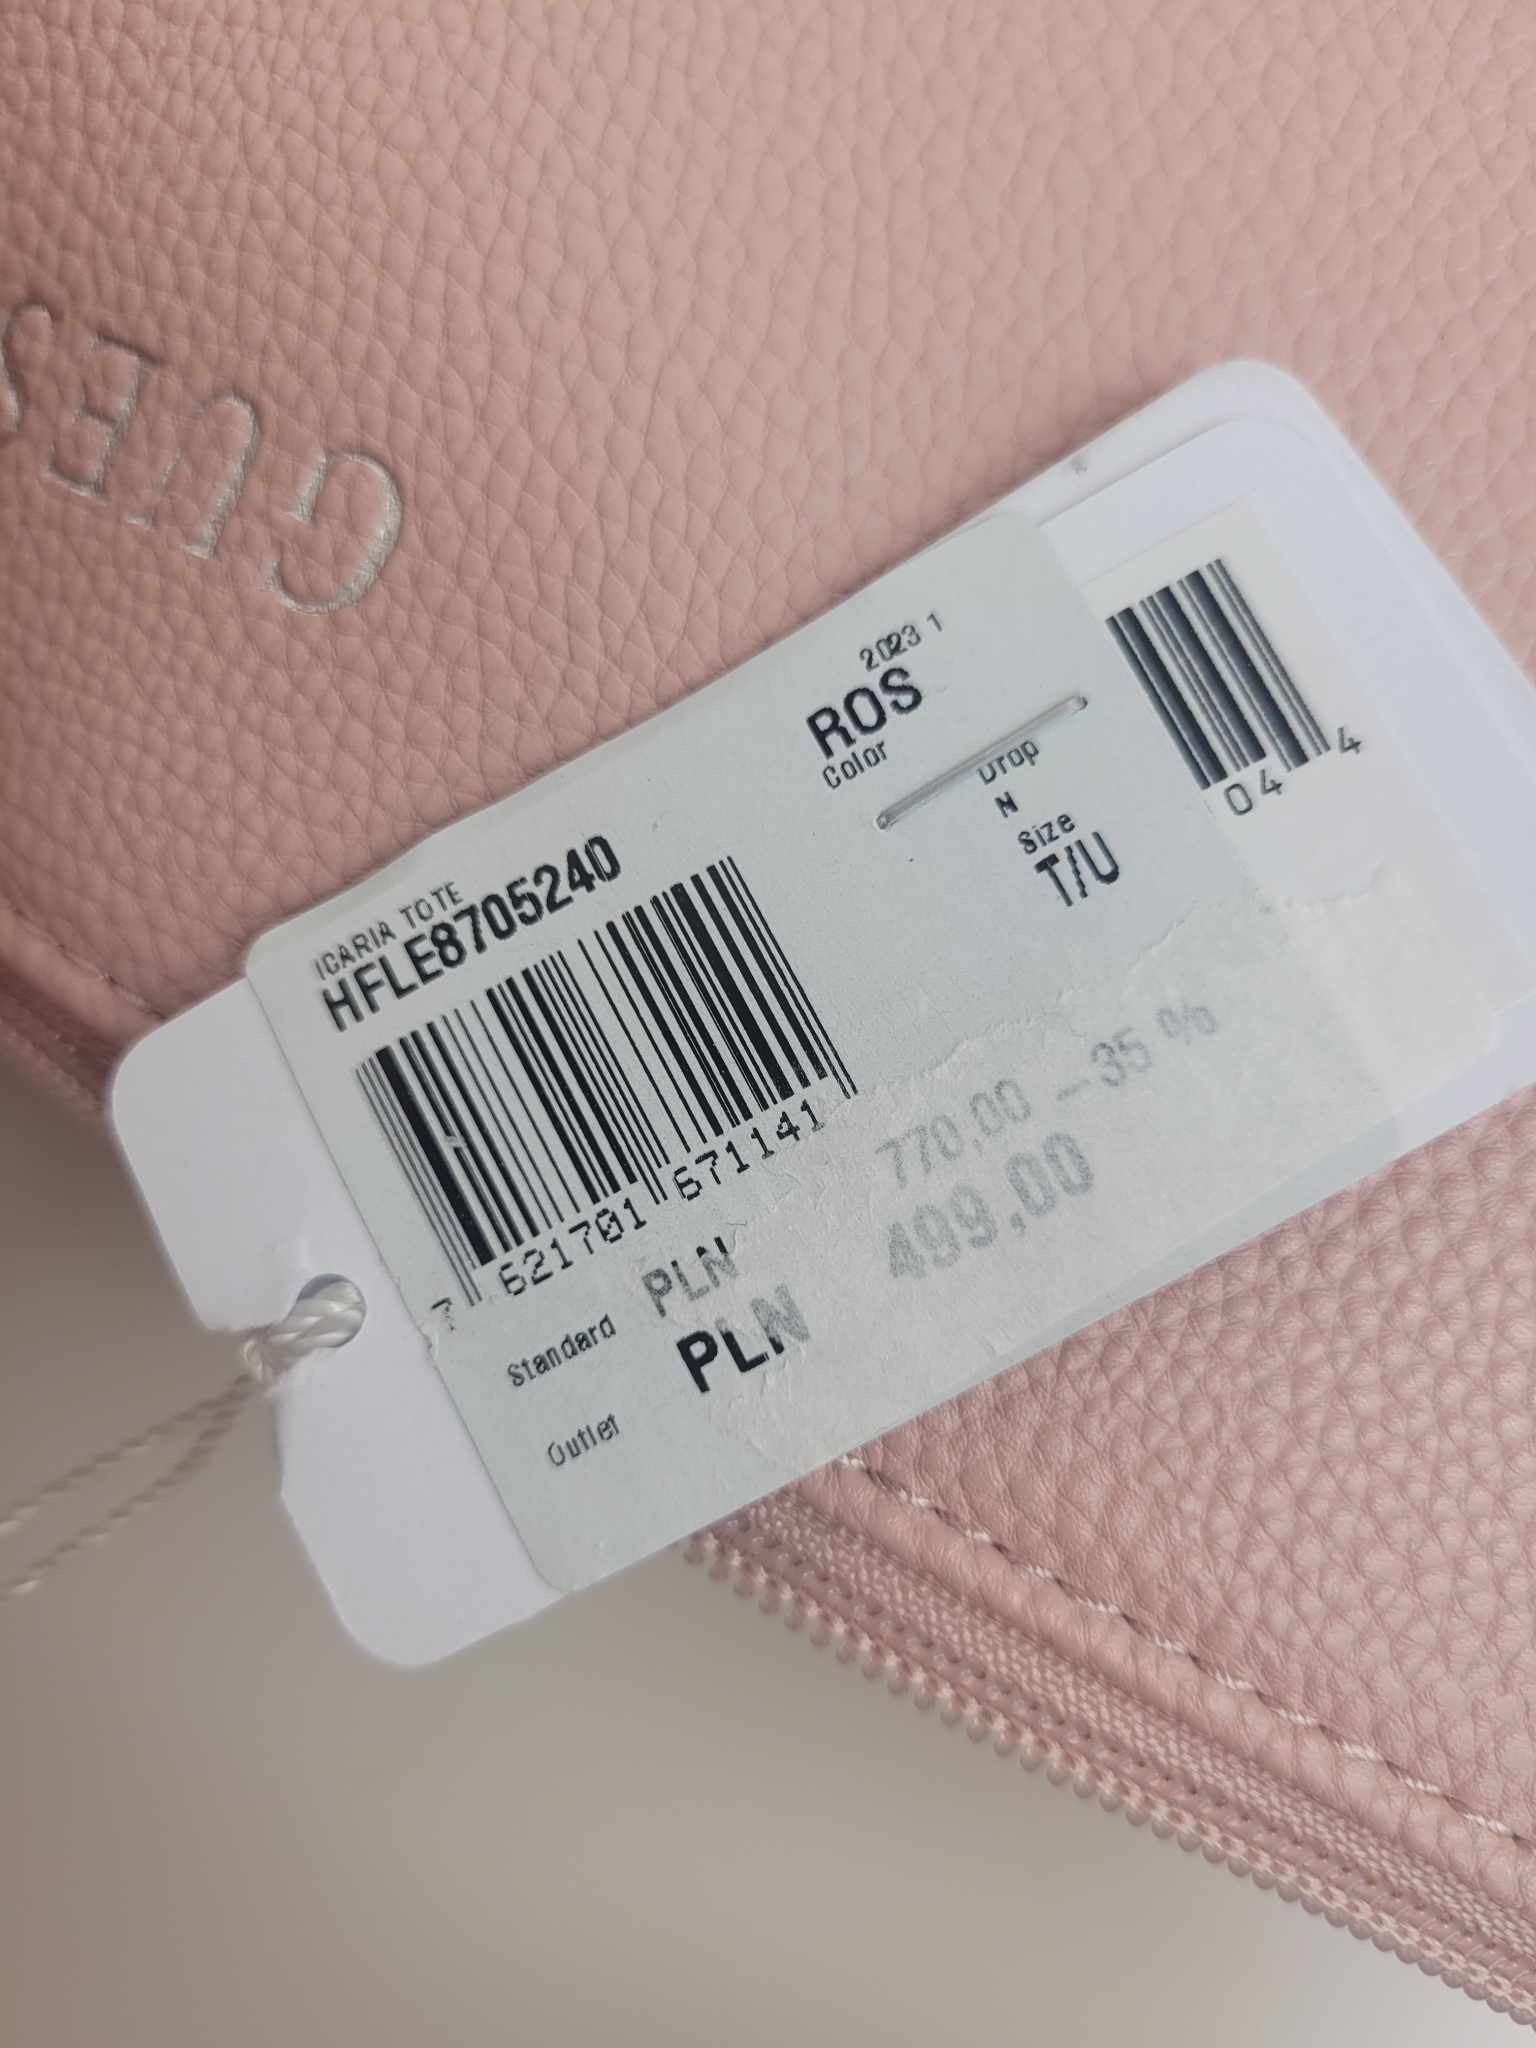 GUES
2023 1
ROS
Color
Drop
N
Size
T/U
ICARIA TOTE
HFLE8705240
7 621701 671141
Standard PLN 770,00 -35 %
Outlet PLN 499,00
04 4